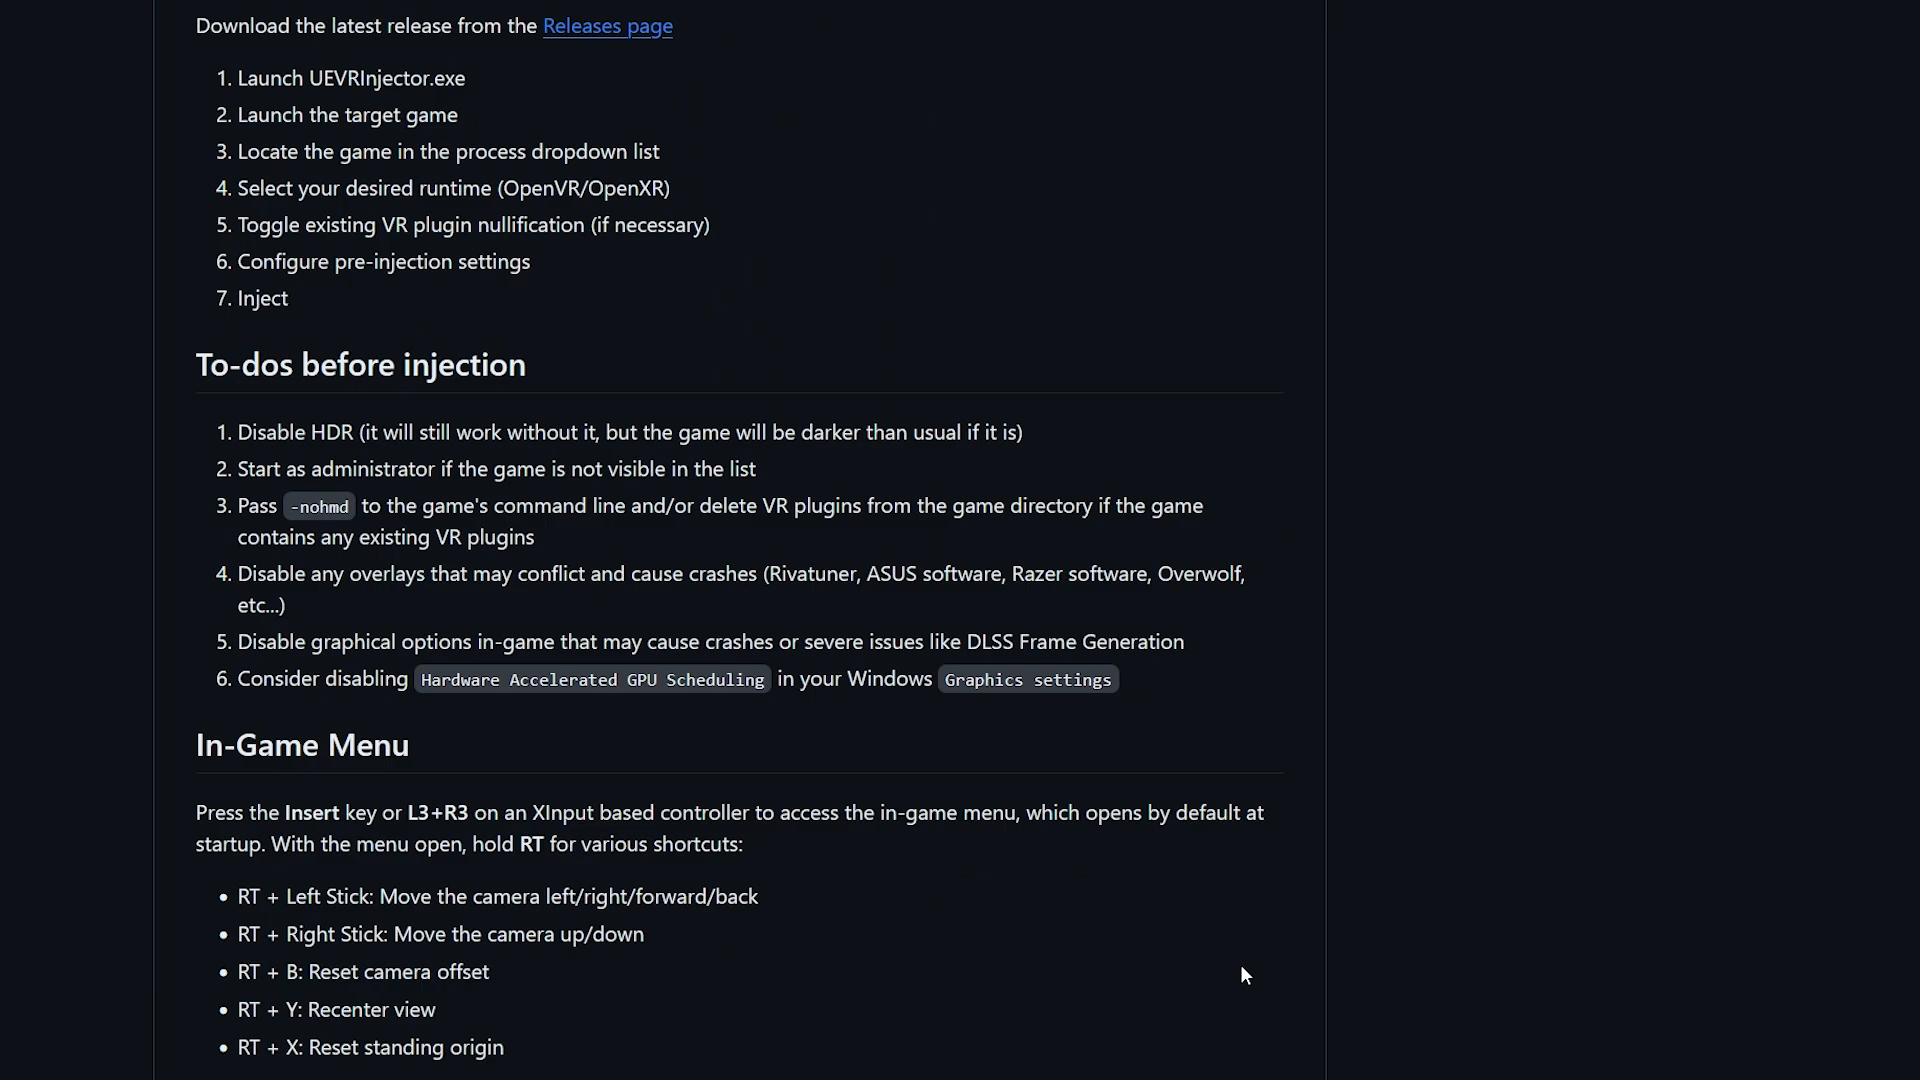 Download the latest release from the Releases page
1. Launch UEVRInjector.exe
2. Launch the target game
3. Locate the game in the process dropdown list
4. Select your desired runtime (OpenVR/OpenXR)
5. Toggle existing VR plugin nullification (if necessary)
6. Configure pre-injection settings
7. Inject
To-dos before injection
1. Disable HDR (it will still work without it, but the game will be darker than usual if it is)
2. Start as administrator if the game is not visible in the list
3. Pass -nohmd to the game's command line and/or delete VR plugins from the game directory if the game
contains any existing VR plugins
4. Disable any overlays that may conflict and cause crashes (Rivatuner, ASUS software, Razer software, Overwolf,
etc...)
5. Disable graphical options in-game that may cause crashes or severe issues like DLSS Frame Generation
6. Consider disabling Hardware Accelerated GPU Scheduling in your Windows Graphics settings
In-Game Menu
Press the Insert key or L3+R3 on an XInput based controller to access the in-game menu, which opens by default at
startup. With the menu open, hold RT for various shortcuts:
• RT + Left Stick: Move the camera left/right/forward/back
• RT + Right Stick: Move the camera up/down
• RT + B: Reset camera offset
• RT + Y: Recenter view
• RT + X: Reset standing origin